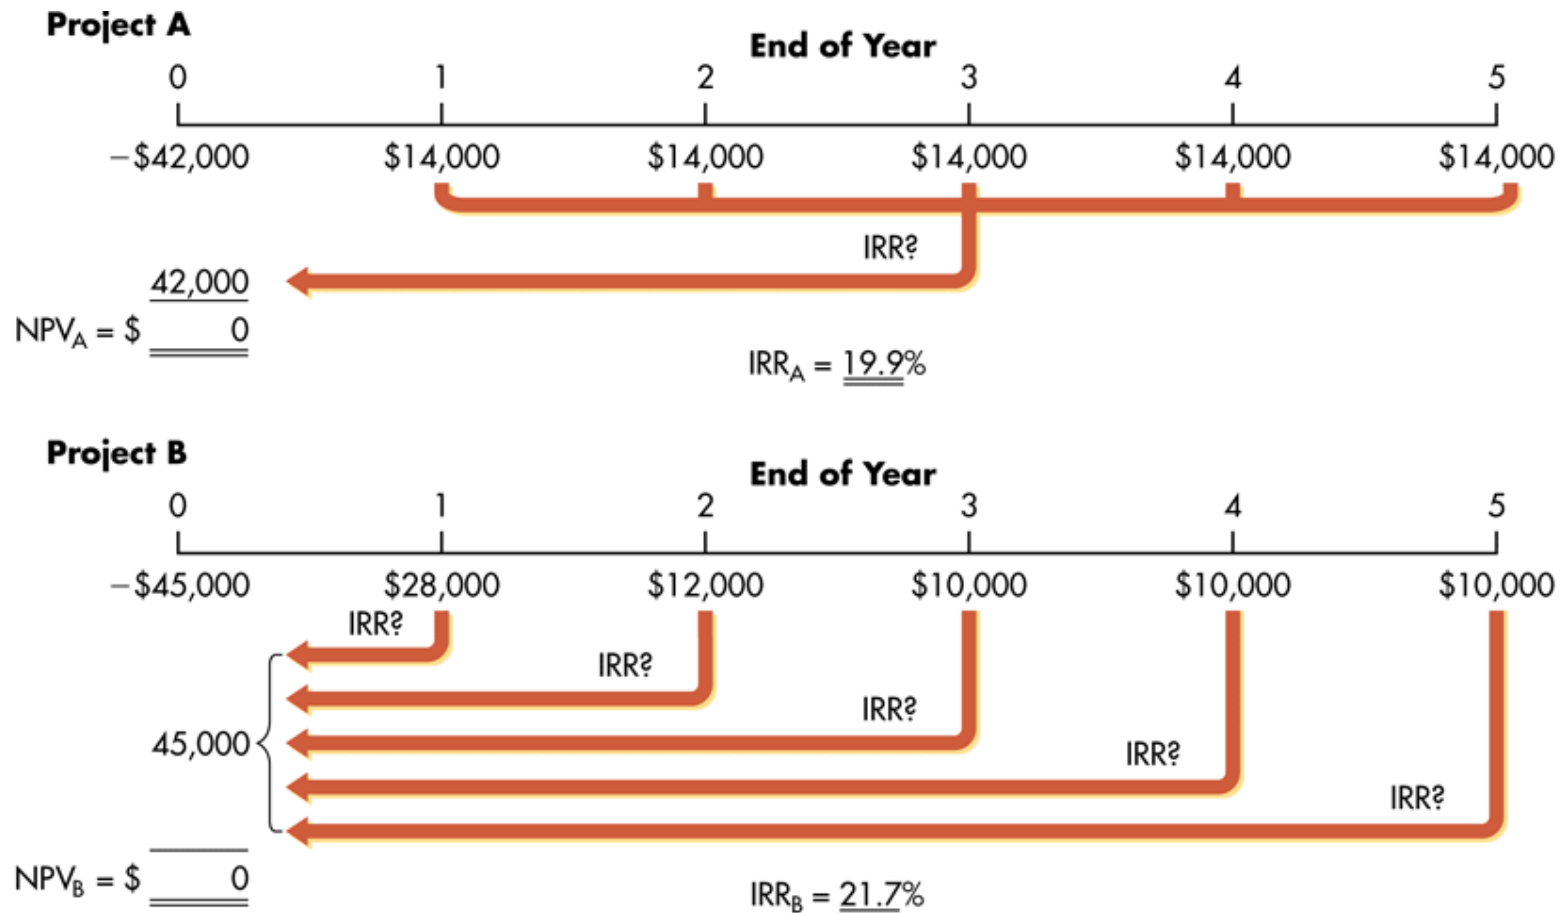 Project A
End of Year
0 1 2 3 4 5
−$42,000 $14,000 $14,000 $14,000 $14,000 $14,000
IRR?
42,000
NPVA = $ 0
IRRA = 19.9%
Project B
End of Year
0 1 2 3 4 5
−$45,000 $28,000 $12,000 $10,000 $10,000 $10,000
IRR?
IRR?
IRR?
45,000
IRR?
IRR?
NPVB = $ 0
IRRB = 21.7%